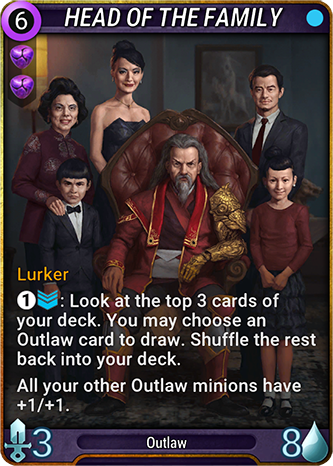 6 HEAD OF THE FAMILY
Lurker
1: Look at the top 3 cards of
your deck. You may choose an
Outlaw card to draw. Shuffle the rest
back into your deck.
All your other Outlaw minions have
+1/+1.
3 Outlaw 8